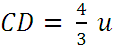 CD = 4/3 u